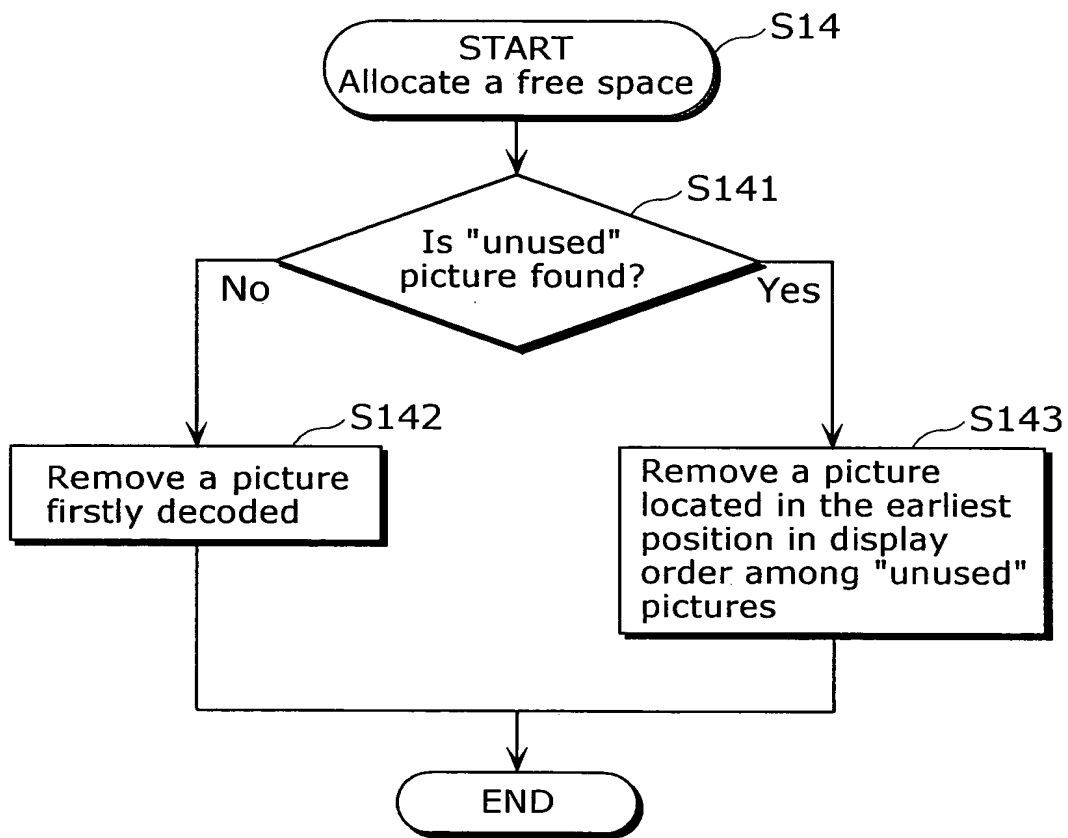 START
Allocate a free space
S14
S141
Is "unused"
picture found?
No
Yes
S142
Remove a picture
firstly decoded
S143
Remove a picture
located in the earliest
position in display
order among "unused"
pictures
END